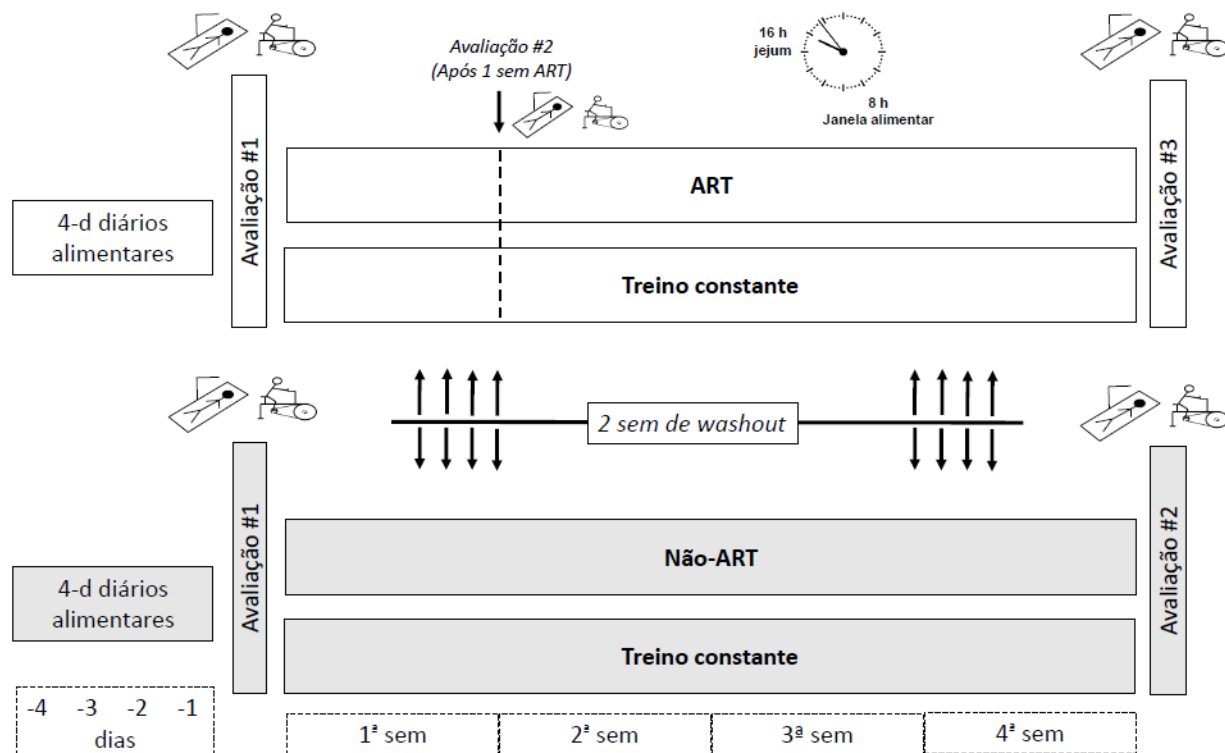 Avaliação #2
(Após 1 sem ART)
16 h
jejum
8 h
Janela alimentar
4-d diários
alimentares
Avaliação #1
ART
Treino constante
Avaliação #3
2 sem de washout
4-d diários
alimentares
Avaliação #1
Não-ART
Treino constante
Avaliação #2
-4 -3 -2 -1
dias
1ª sem 2ª sem 3ª sem 4ª sem